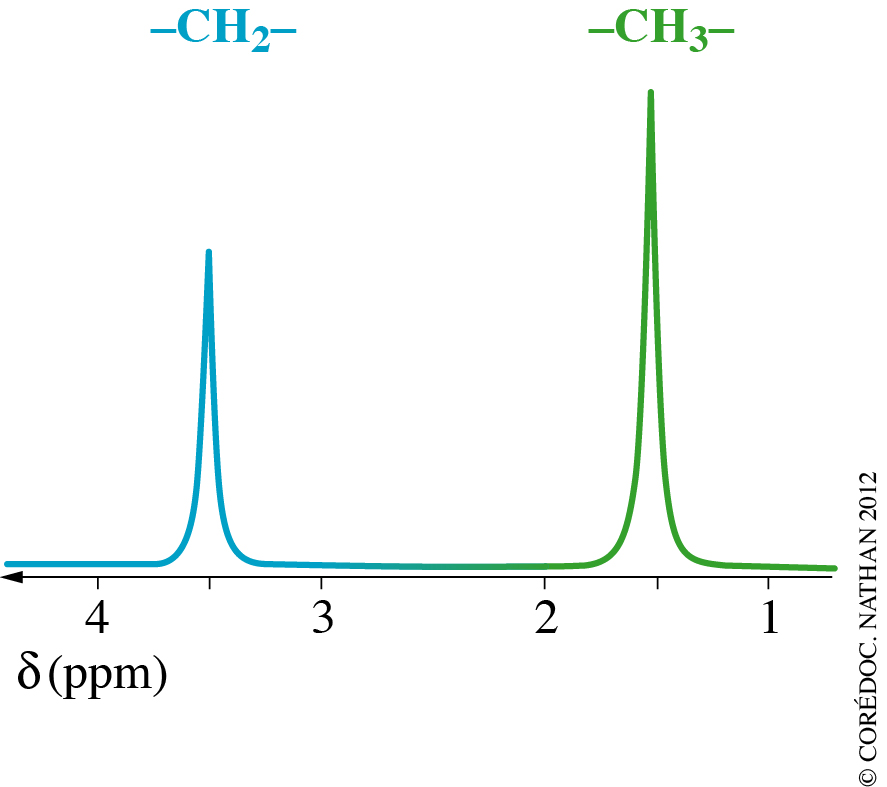 –CH₂– –CH₃–
4 3 2 1
δ (ppm)
© CORÉDOC. NATHAN 2012